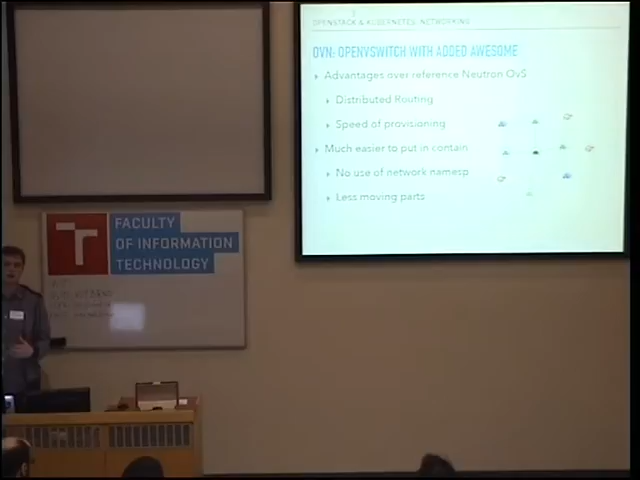 OPENSTACK & KUBERNETES: NETWORKING
OVN: OPENVSWITCH WITH ADDED AWESOME
Advantages over reference Neutron OvS
Distributed Routing
Speed of provisioning
Much easier to put in contain
No use of network namesp
Less moving parts
FACULTY
OF INFORMATION
TECHNOLOGY